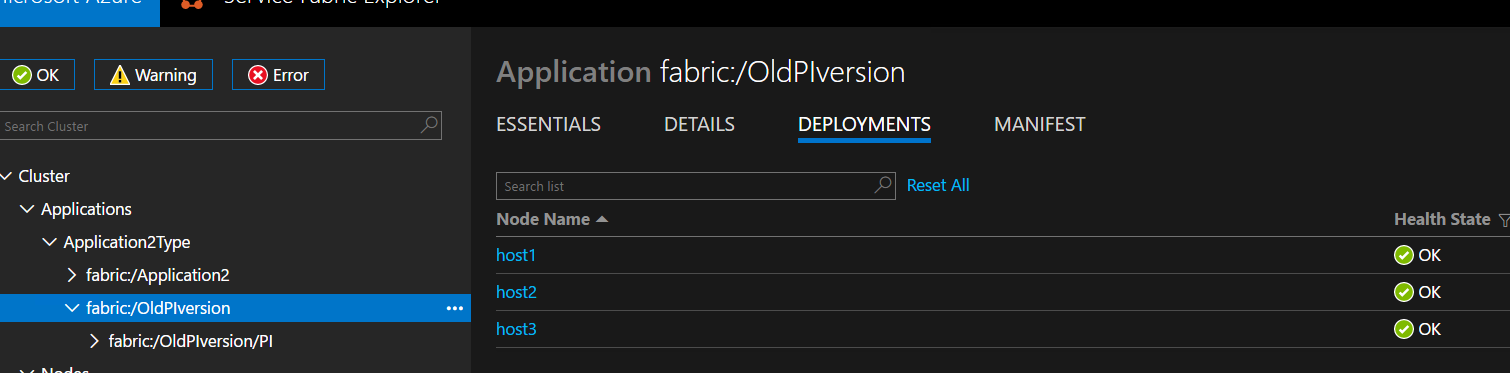 Microsoft Azure
Service Fabric Explorer
OK
Warning
Error
Search Cluster
Cluster
Applications
Application2Type
fabric:/Application2
fabric:/OldPIversion
...
fabric:/OldPIversion/PI
Nodes
Application fabric:/OldPIversion
ESSENTIALS DETAILS DEPLOYMENTS MANIFEST
Search list Reset All
Node Name Health State
host1 OK
host2 OK
host3 OK